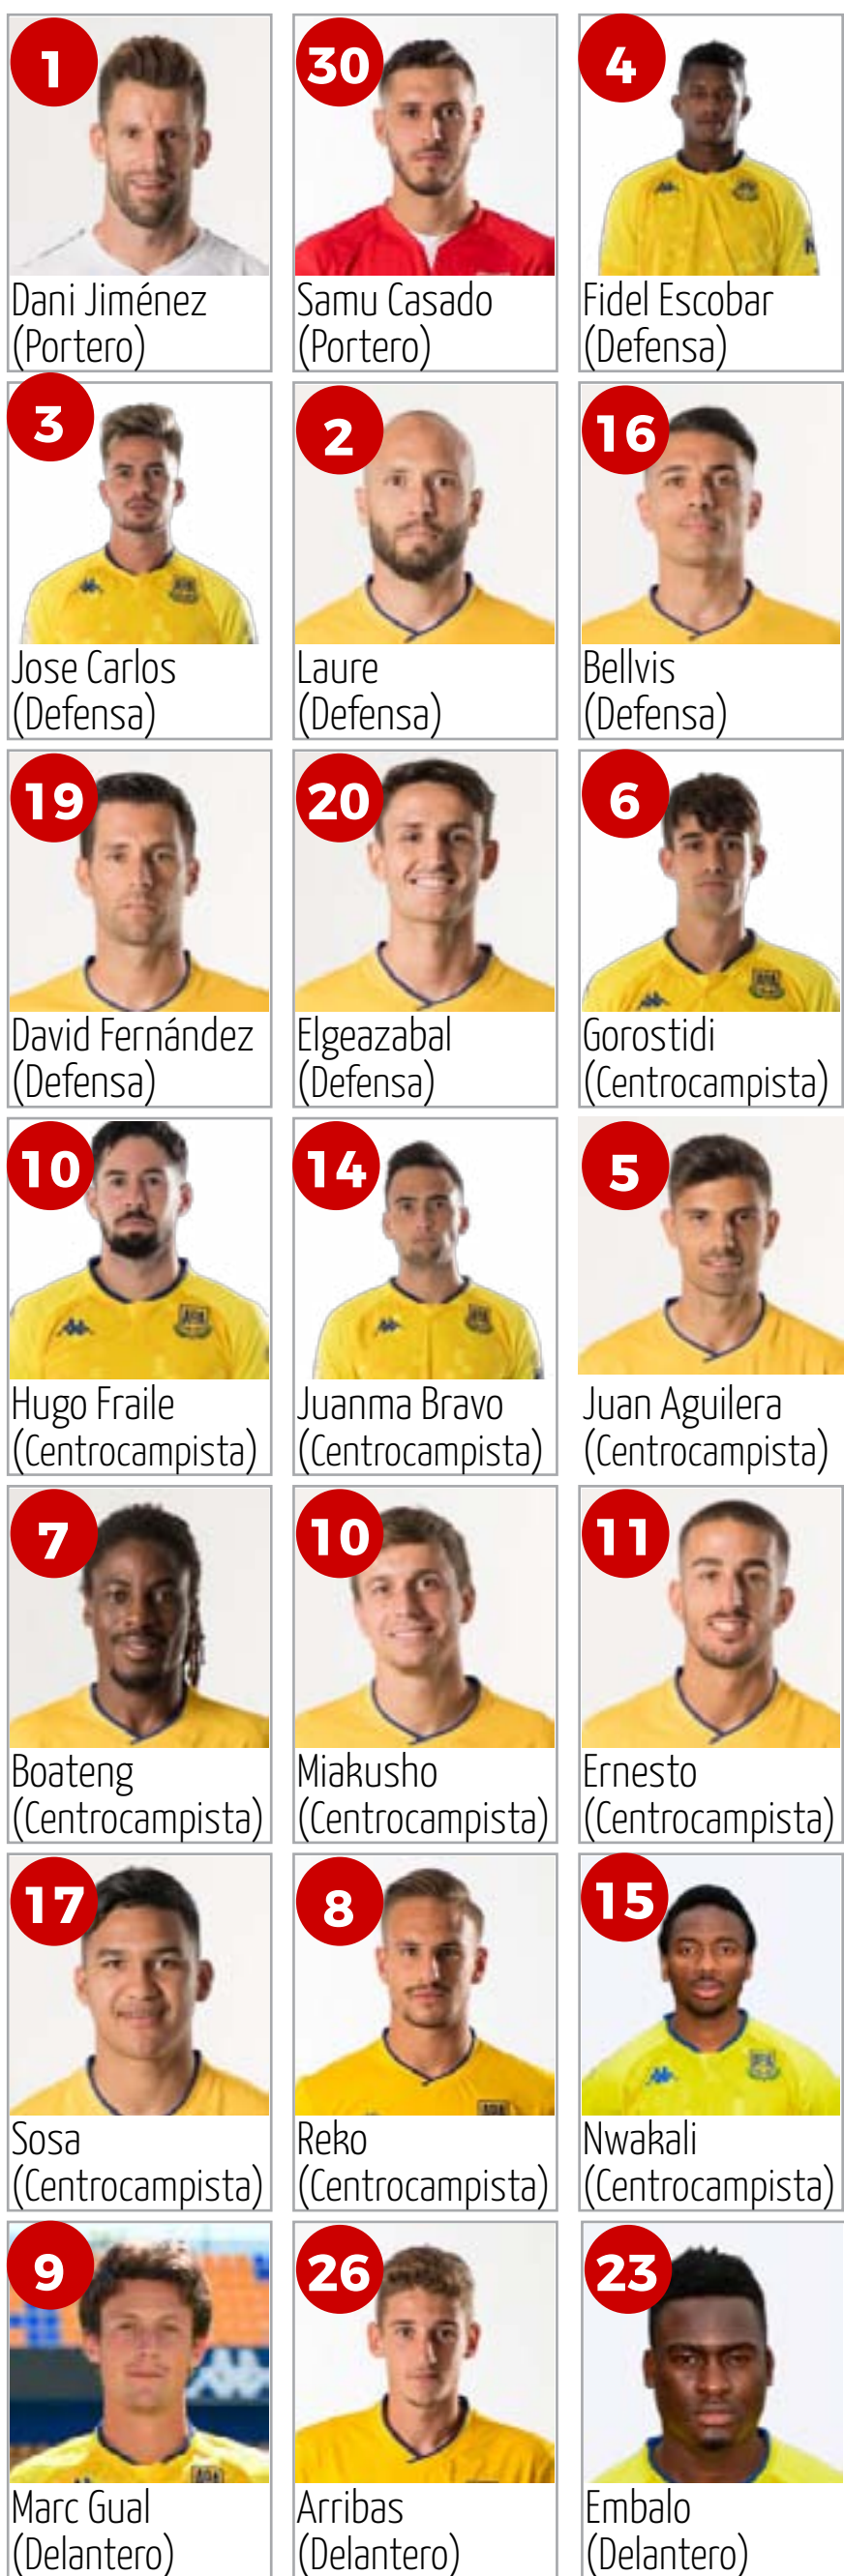 1
30
4
Dani Jiménez
(Portero)
Samu Casado
(Portero)
Fidel Escobar
(Defensa)
3
2
16
Jose Carlos
(Defensa)
Laure
(Defensa)
Bellvis
(Defensa)
19
20
6
David Fernández
(Defensa)
Elgeazabal
(Defensa)
Gorostidi
(Centrocampista)
10
14
5
Hugo Fraile
(Centrocampista)
Juanma Bravo
(Centrocampista)
Juan Aguilera
(Centrocampista)
7
10
11
Boateng
(Centrocampista)
Miakusho
(Centrocampista)
Ernesto
(Centrocampista)
17
8
15
Sosa
(Centrocampista)
Reko
(Centrocampista)
Nwakali
(Centrocampista)
9
26
23
Marc Gual
(Delantero)
Arribas
(Delantero)
Embalo
(Delantero)